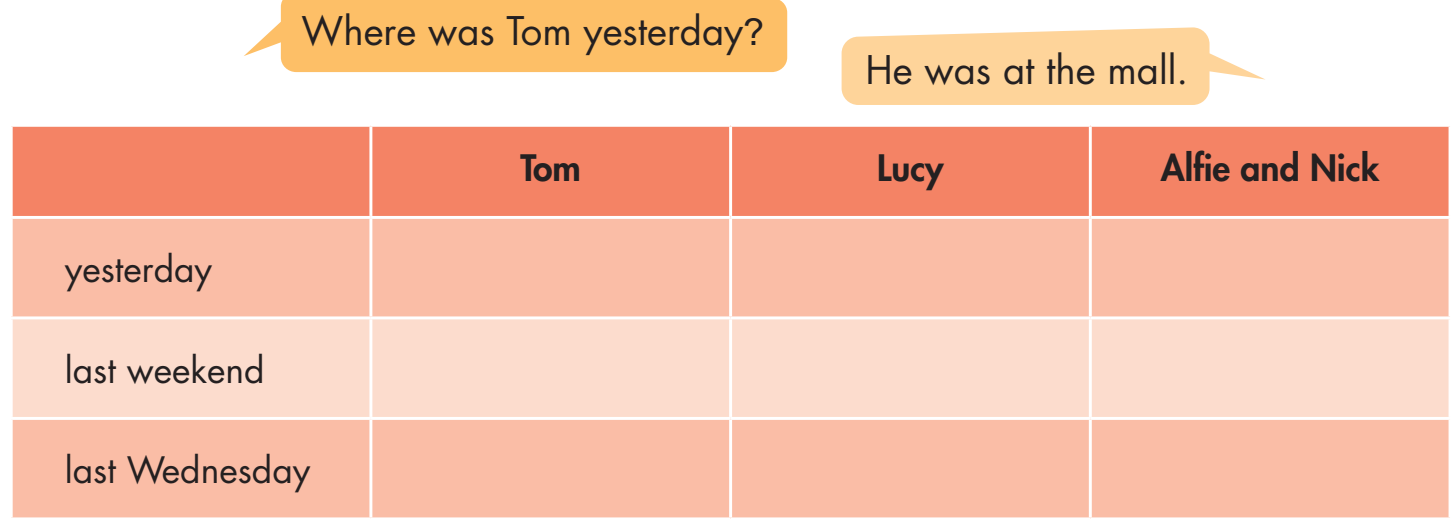 Where was Tom yesterday?
He was at the mall.
Tom Lucy Alfie and Nick
yesterday
last weekend
last Wednesday